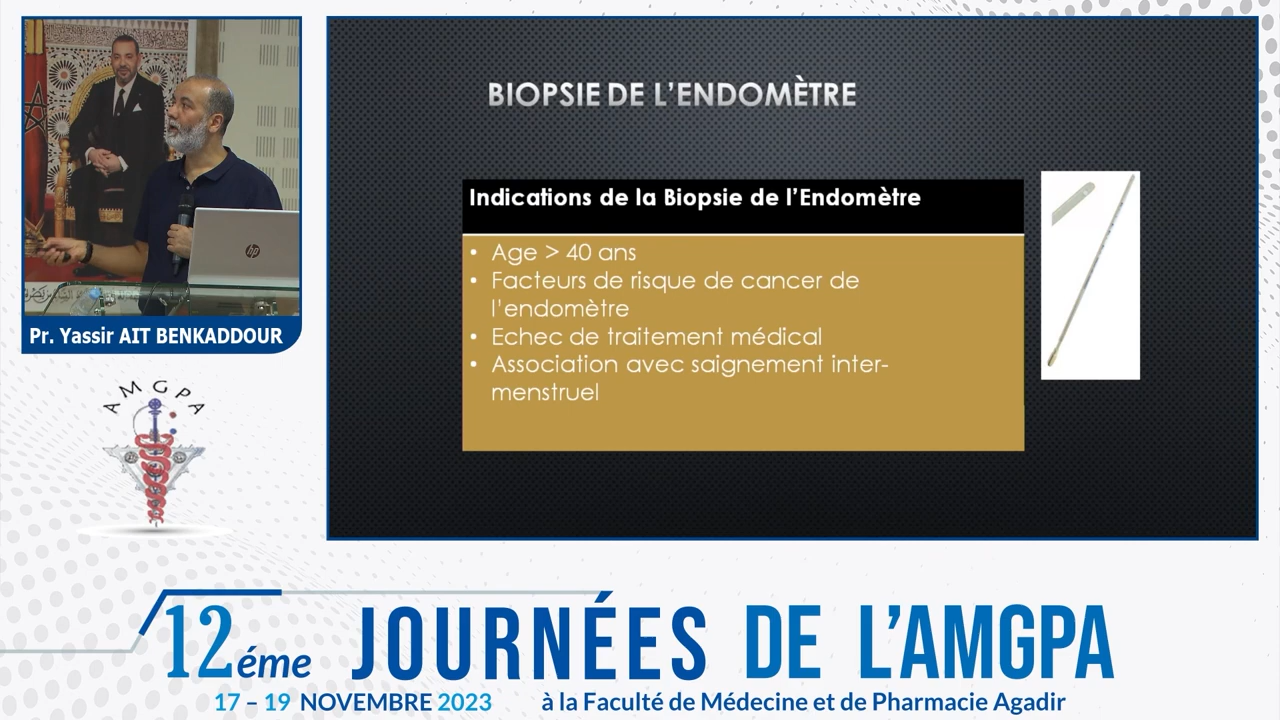 Pr. Yassir AIT BENKADDOUR
hp
AMGPA
BIOPSIE DE L'ENDOMÈTRE
Indications de la Biopsie de l'Endomètre
• Age > 40 ans
• Facteurs de risque de cancer de
l'endomètre
• Echec de traitement médical
• Association avec saignement inter-
menstruel
12éme JOURNÉES DE L'AMGPA
17 – 19 NOVEMBRE 2023 à la Faculté de Médecine et de Pharmacie Agadir